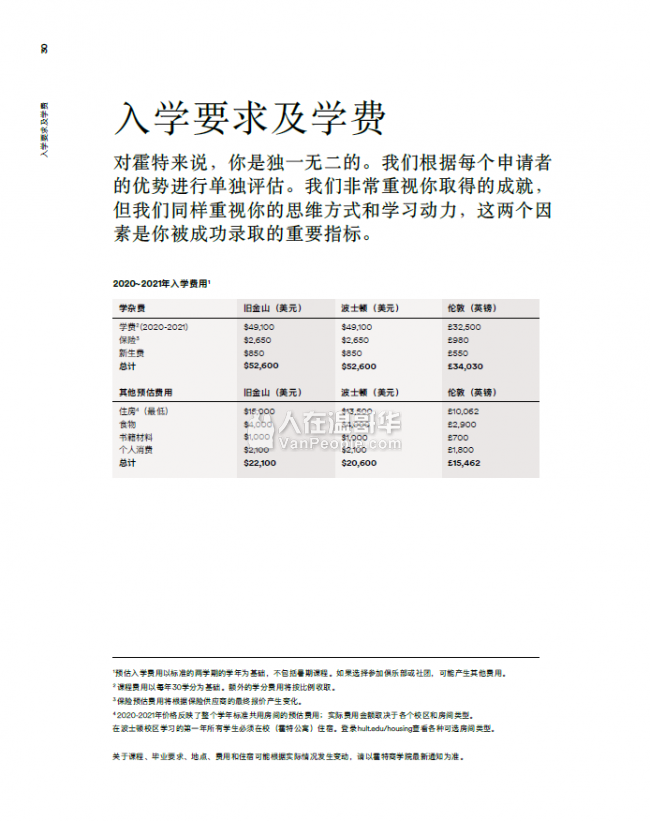 30
入学要求及学费
入学要求及学费
对霍特来说，你是独一无二的。我们根据每个申请者
的优势进行单独评估。我们非常重视你取得的成就，
但我们同样重视你的思维方式和学习动力，这两个因
素是你被成功录取的重要指标。
2020~2021年入学费用¹
学杂费 旧金山（美元） 波士顿（美元） 伦敦（英镑）
学费²(2020-2021) $49,100 $49,100 £32,500
保险³ $2,650 $2,650 £980
新生费 $850 $850 £550
总计 $52,600 $52,600 £34,030
其他预估费用 旧金山（美元） 波士顿（美元） 伦敦（英镑）
住房⁴（最低） $15,000 $13,500 £10,062
食物 $4,000 $4,000 £2,900
书籍材料 $1,000 $1,000 £700
个人消费 $2,100 $2,100 £1,800
总计 $22,100 $20,600 £15,462
人在温哥华
VanPeople.com
¹预估入学费用以标准的两学期的学年为基础，不包括暑期课程。如果选择参加俱乐部或社团，可能产生其他费用。
²课程费用以每年30学分为基础。额外的学分费用将按比例收取。
³保险预估费用将根据保险供应商的最终报价产生变化。
⁴2020-2021年价格反映了整个学年标准共用房间的预估费用；实际费用金额取决于各个校区和房间类型。
在波士顿校区学习的第一年所有学生必须在校（霍特公寓）住宿。登录hult.edu/housing查看各种可选房间类型。
关于课程、毕业要求、地点、费用和住宿可能根据实际情况发生变动，请以霍特商学院最新通知为准。